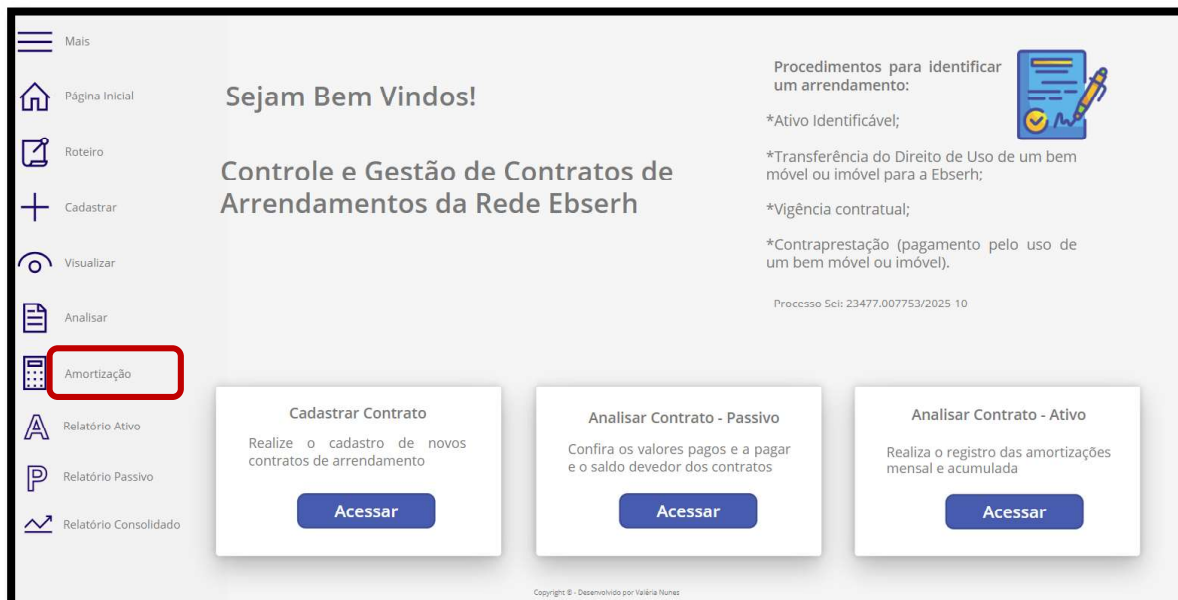 Mais
Página Inicial
Roteiro
Cadastrar
Visualizar
Analisar
Amortização
Relatório Ativo
Relatório Passivo
Relatório Consolidado
Sejam Bem Vindos!
Controle e Gestão de Contratos de
Arrendamentos da Rede Ebserh
Procedimentos para identificar
um arrendamento:
*Ativo Identificável;
*Transferência do Direito de Uso de um bem
móvel ou imóvel para a Ebserh;
*Vigência contratual;
*Contraprestação (pagamento pelo uso de
um bem móvel ou imóvel).
Processo Sei: 23477.007753/2025-10
Cadastrar Contrato
Realize o cadastro de novos
contratos de arrendamento
Acessar
Analisar Contrato - Passivo
Confira os valores pagos e a pagar
e o saldo devedor dos contratos
Acessar
Analisar Contrato - Ativo
Realiza o registro das amortizações
mensal e acumulada
Acessar
Copyright © - Desenvolvido por Valéria Nunes